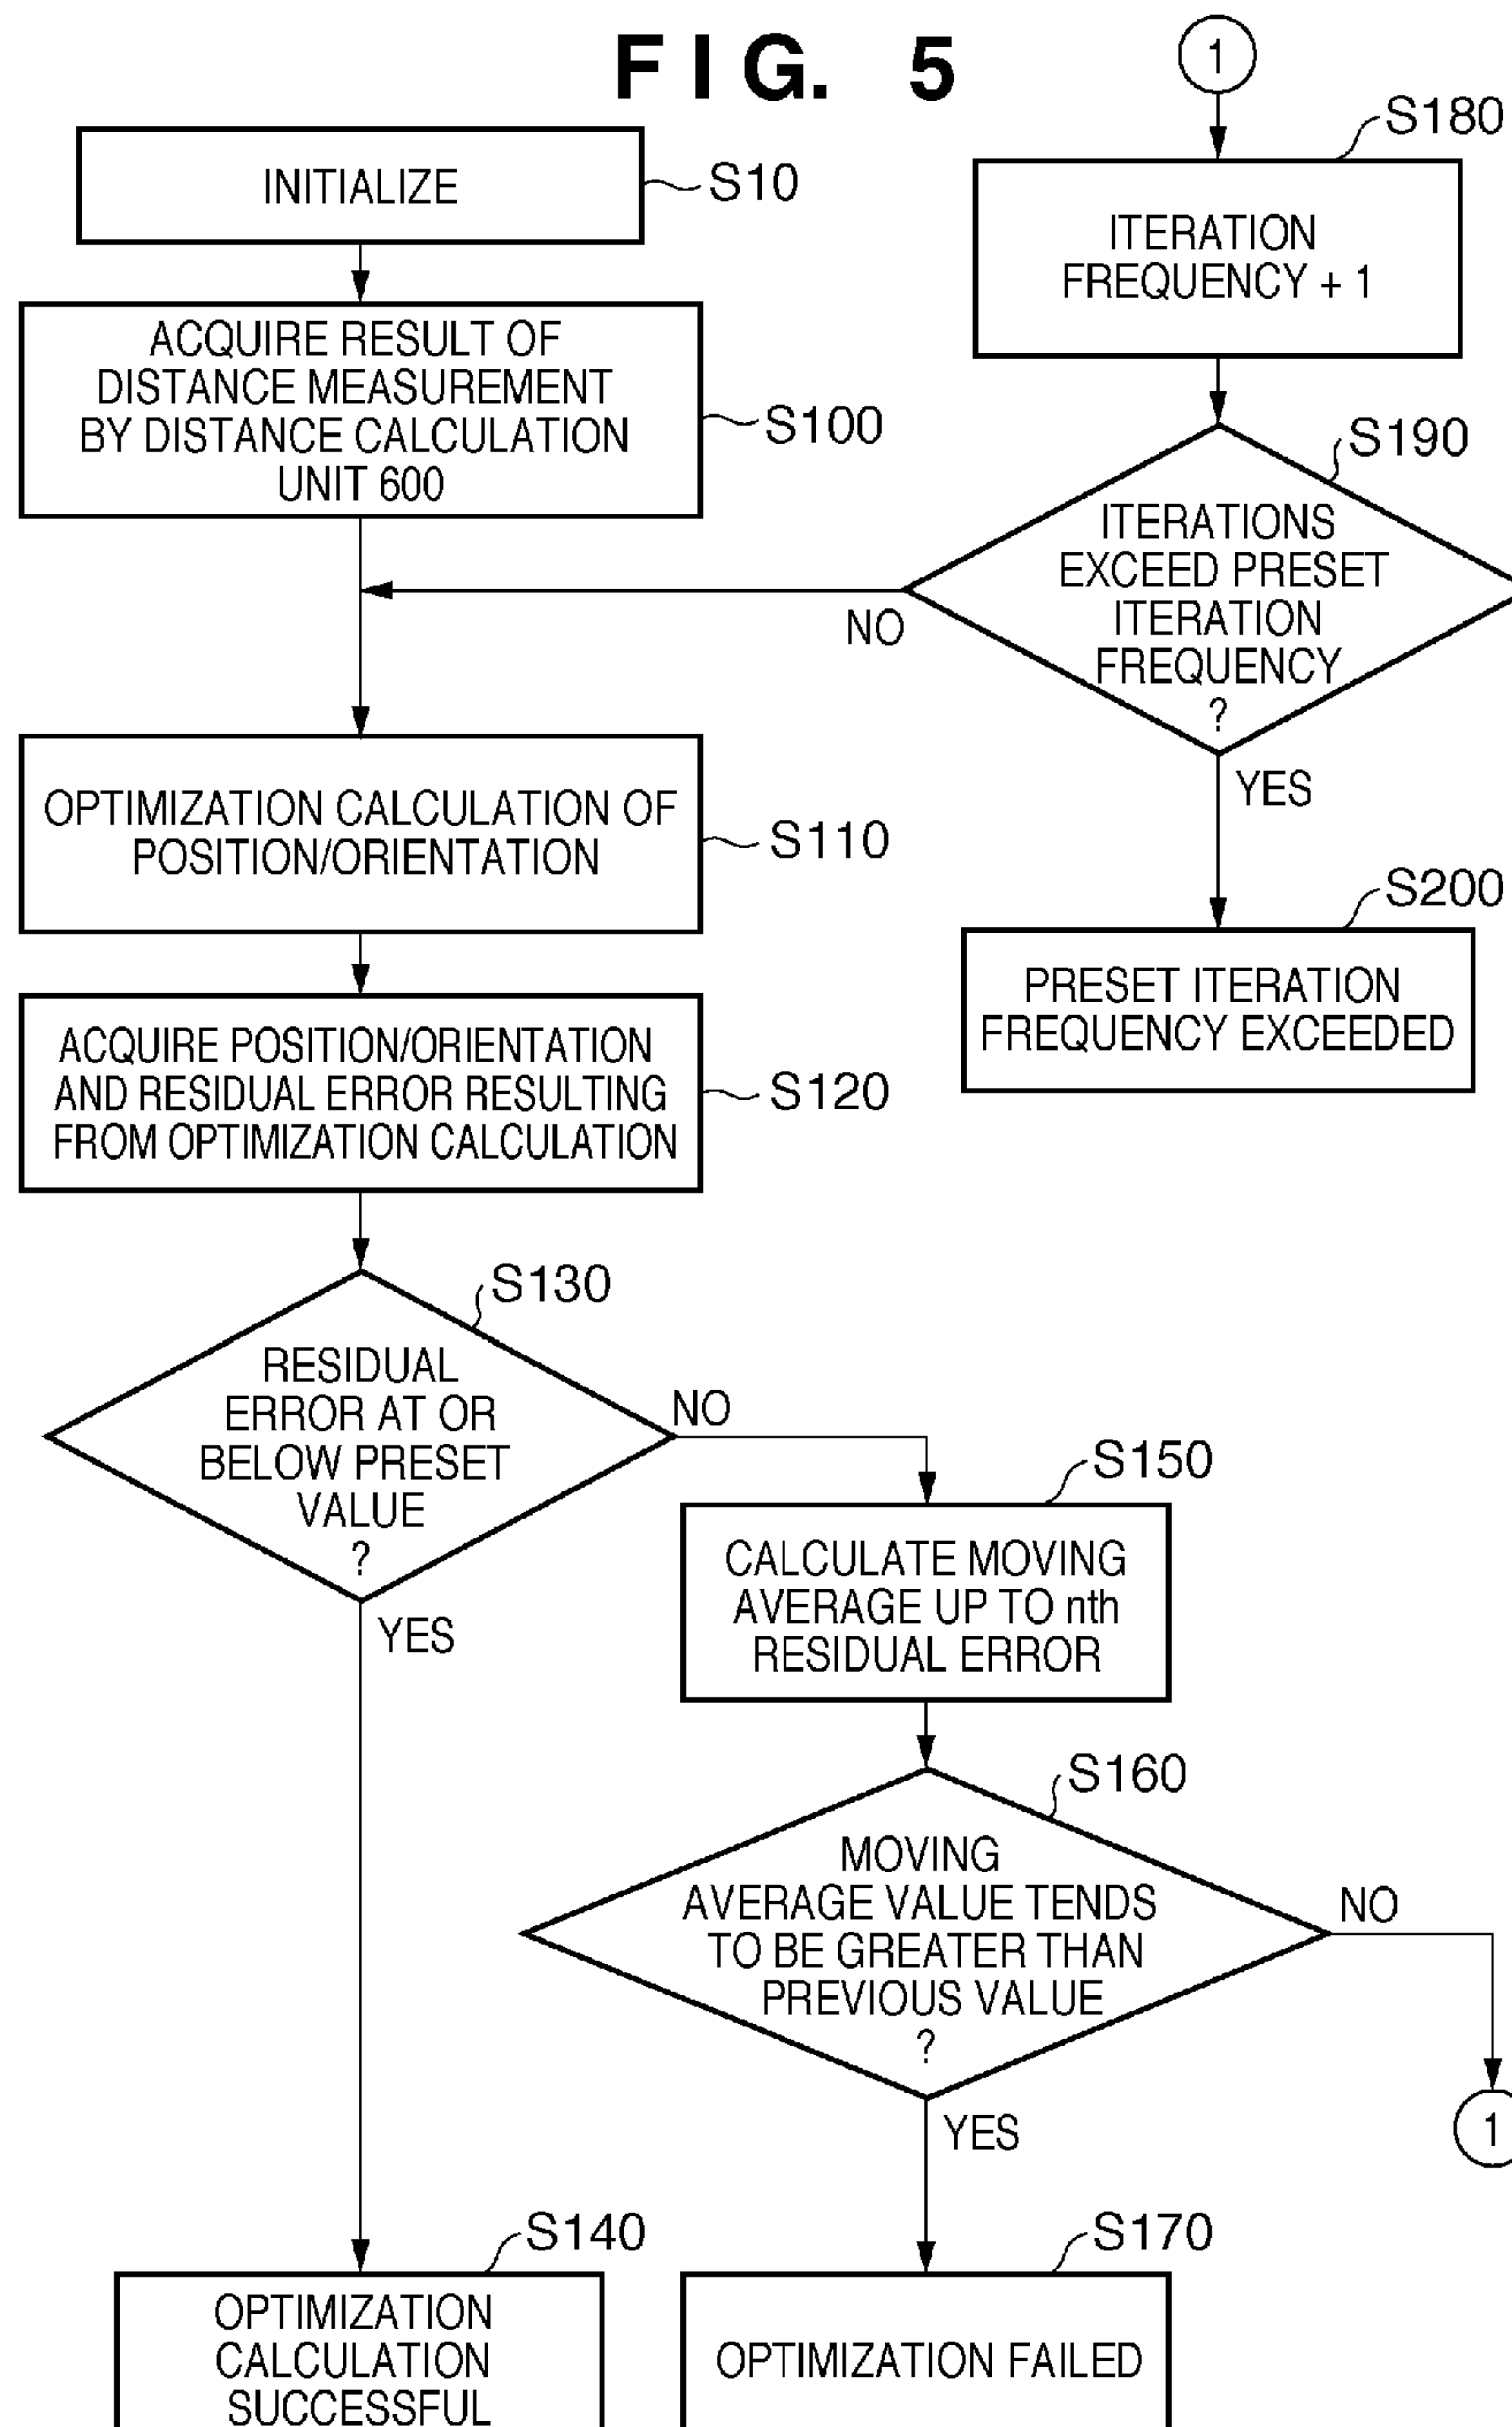 FIG. 5
INITIALIZE
S10
ACQUIRE RESULT OF
DISTANCE MEASUREMENT
BY DISTANCE CALCULATION
UNIT 600
S100
OPTIMIZATION CALCULATION OF
POSITION/ORIENTATION
S110
ACQUIRE POSITION/ORIENTATION
AND RESIDUAL ERROR RESULTING
FROM OPTIMIZATION CALCULATION
S120
S130
RESIDUAL
ERROR AT OR
BELOW PRESET
VALUE
?
NO
YES
S150
CALCULATE MOVING
AVERAGE UP TO nth
RESIDUAL ERROR
S160
MOVING
AVERAGE VALUE TENDS
TO BE GREATER THAN
PREVIOUS VALUE
?
NO
1
YES
S140
OPTIMIZATION
CALCULATION
SUCCESSFUL
S170
OPTIMIZATION FAILED
1
S180
ITERATION
FREQUENCY + 1
S190
ITERATIONS
EXCEED PRESET
ITERATION
FREQUENCY
?
NO
YES
S200
PRESET ITERATION
FREQUENCY EXCEEDED